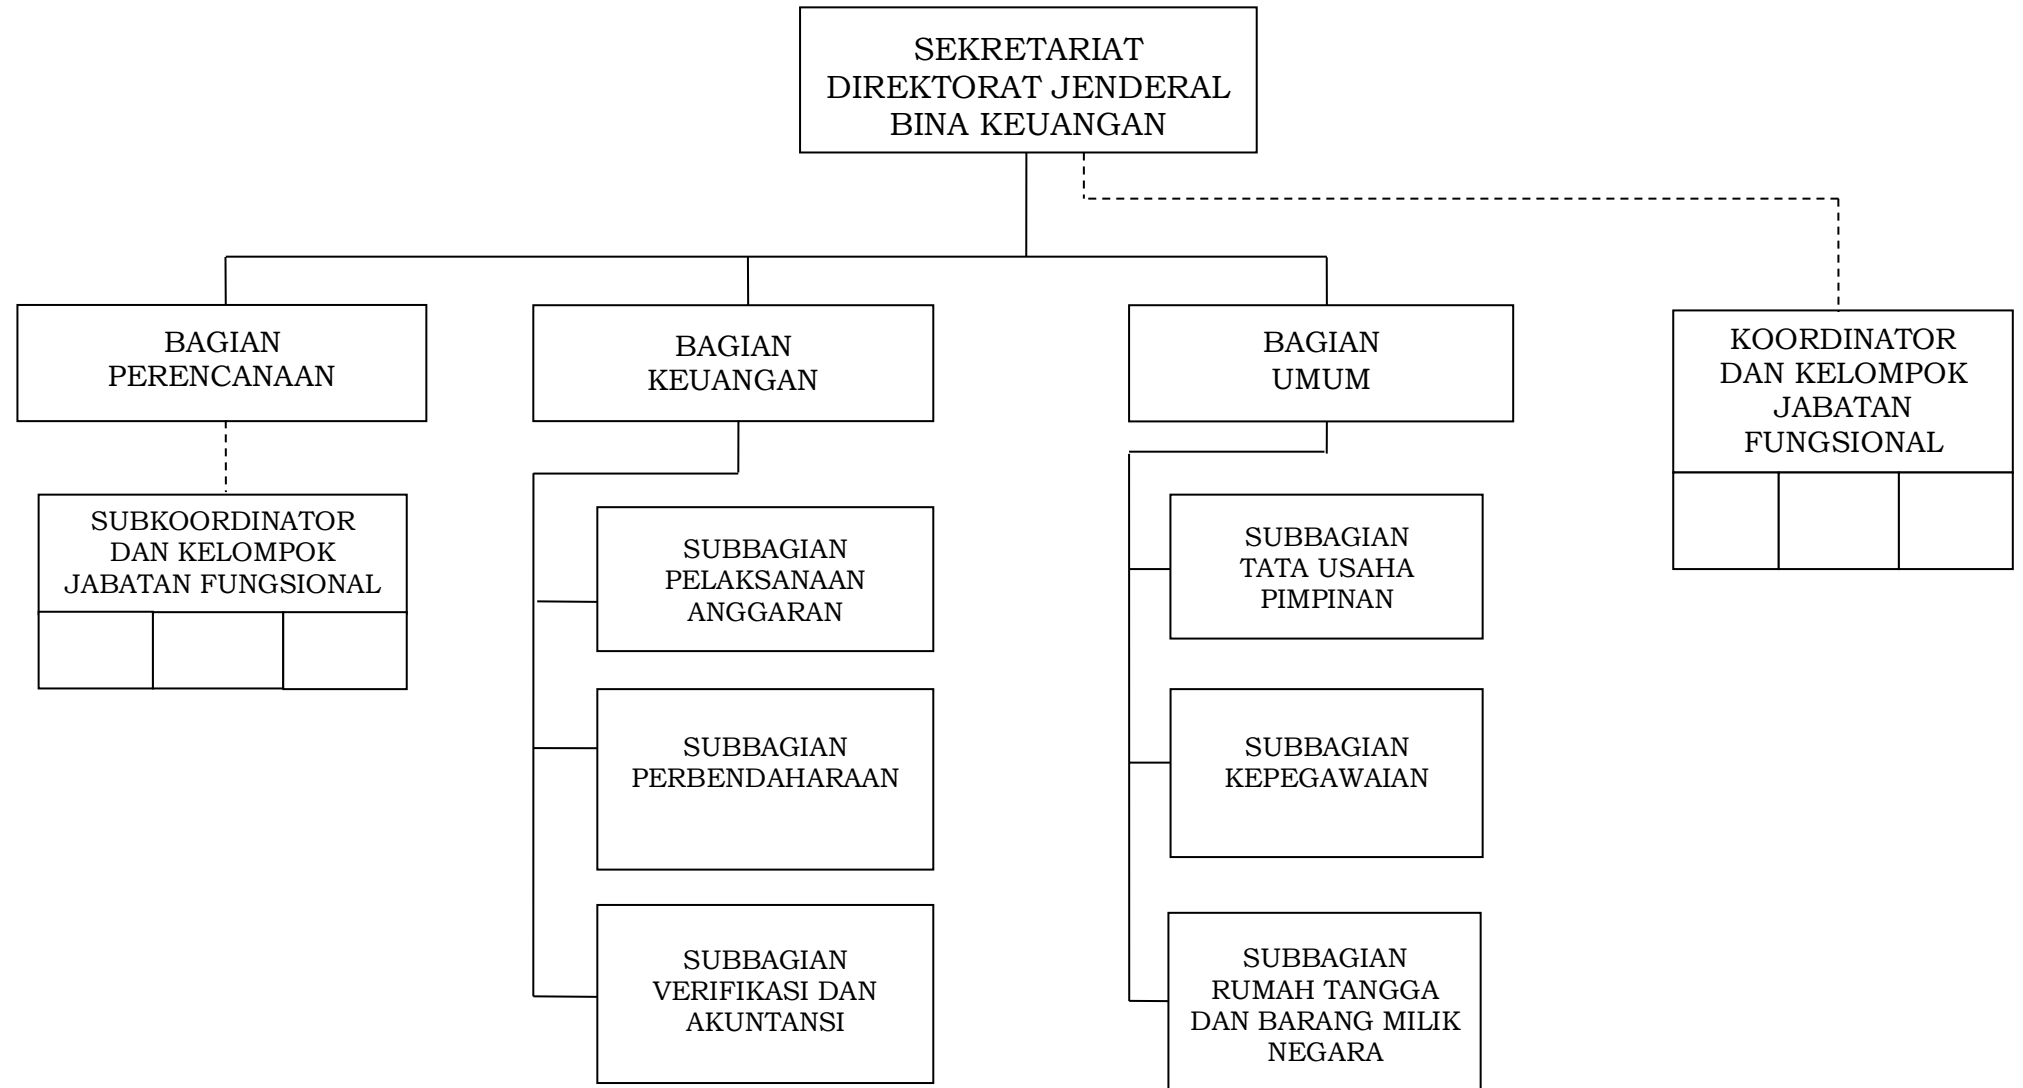 SEKRETARIAT
DIREKTORAT JENDERAL
BINA KEUANGAN
BAGIAN
PERENCANAAN
BAGIAN
KEUANGAN
BAGIAN
UMUM
KOORDINATOR
DAN KELOMPOK
JABATAN
FUNGSIONAL
SUBKOORDINATOR
DAN KELOMPOK
JABATAN FUNGSIONAL
SUBBAGIAN
PELAKSANAAN
ANGGARAN
SUBBAGIAN
PERBENDAHARAAN
SUBBAGIAN
VERIFIKASI DAN
AKUNTANSI
SUBBAGIAN
TATA USAHA
PIMPINAN
SUBBAGIAN
KEPEGAWAIAN
SUBBAGIAN
RUMAH TANGGA
DAN BARANG MILIK
NEGARA